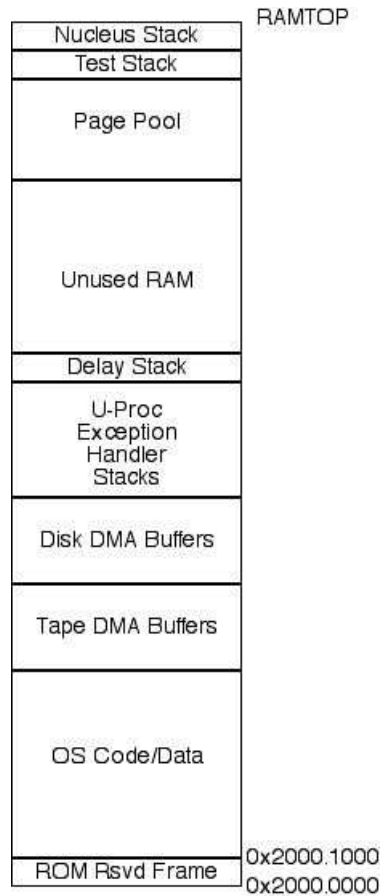 RAMTOP
Nucleus Stack
Test Stack
Page Pool
Unused RAM
Delay Stack
U-Proc
Exception
Handler
Stacks
Disk DMA Buffers
Tape DMA Buffers
OS Code/Data
0x2000.1000
ROM Rsvd Frame
0x2000.0000